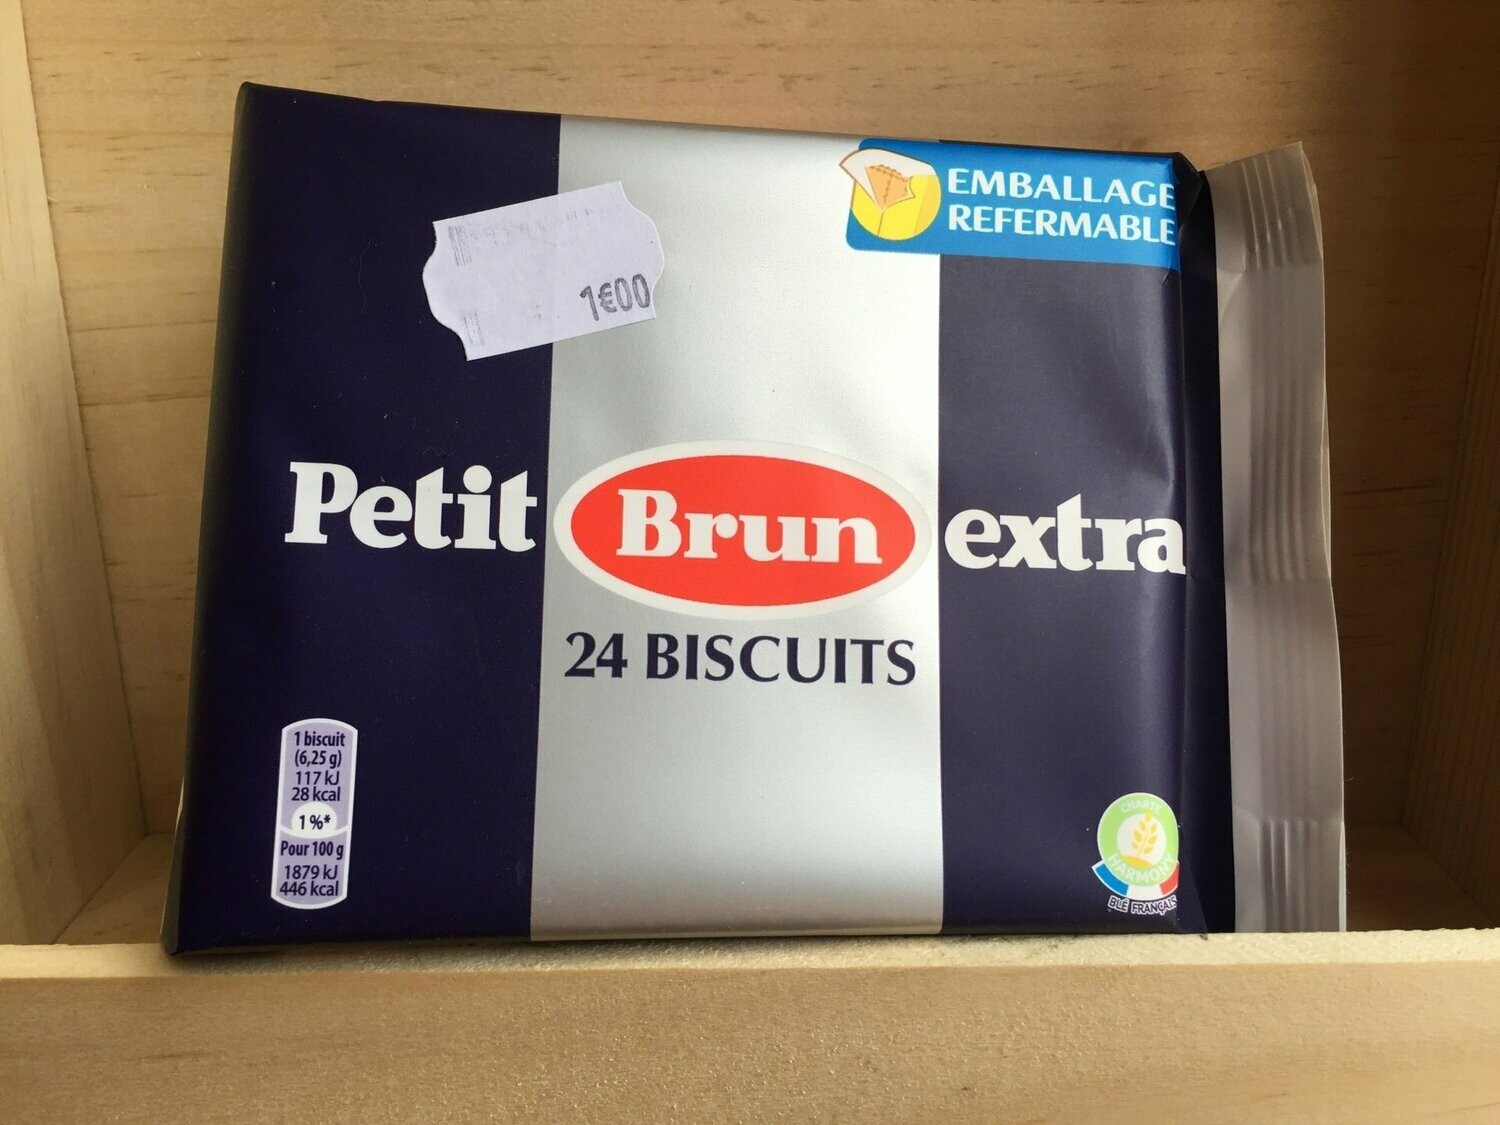 EMBALLAGE
REFERMABLE
1€00
Petit Brun extra
24 BISCUITS
1 biscuit
(6,25 g)
117 kJ
28 kcal
1%*
Pour 100 g
1879 kJ
446 kcal
CHARTE
HARMONY
BLÉ FRANÇAIS